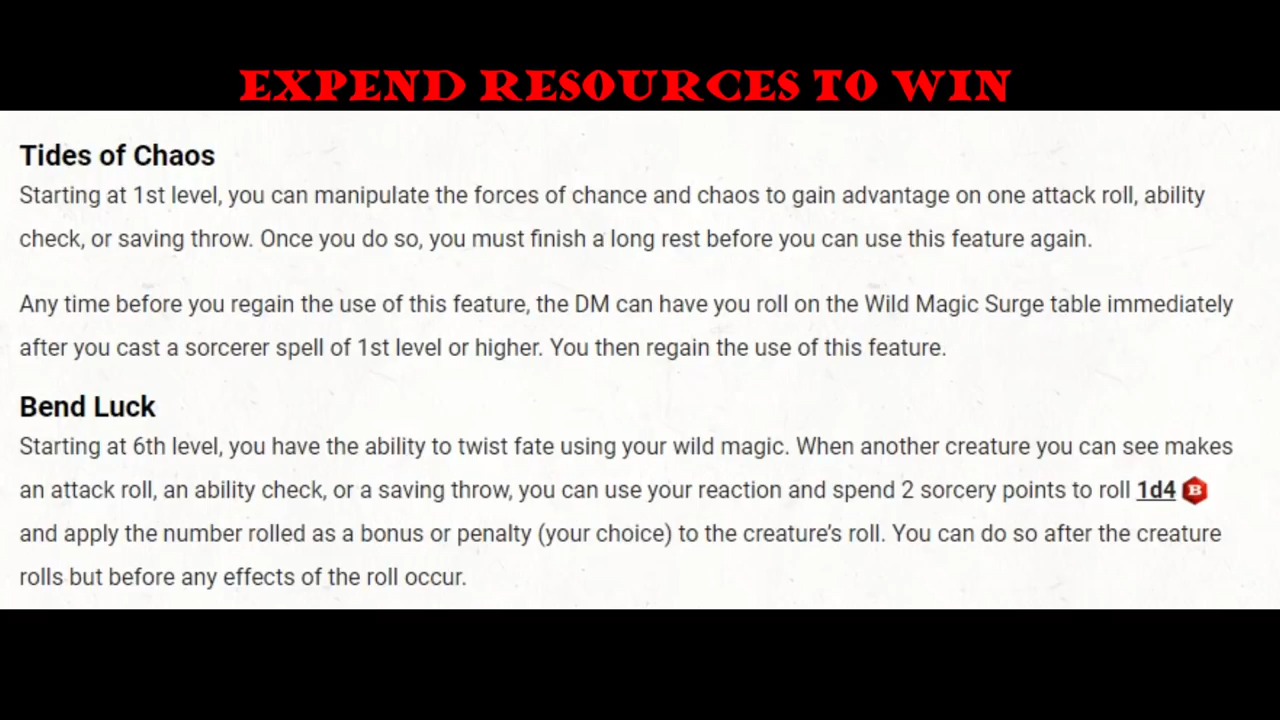 EXPEND RESOURCES TO WIN
Tides of Chaos
Starting at 1st level, you can manipulate the forces of chance and chaos to gain advantage on one attack roll, ability
check, or saving throw. Once you do so, you must finish a long rest before you can use this feature again.
Any time before you regain the use of this feature, the DM can have you roll on the Wild Magic Surge table immediately
after you cast a sorcerer spell of 1st level or higher. You then regain the use of this feature.
Bend Luck
Starting at 6th level, you have the ability to twist fate using your wild magic. When another creature you can see makes
an attack roll, an ability check, or a saving throw, you can use your reaction and spend 2 sorcery points to roll 1d4 B
and apply the number rolled as a bonus or penalty (your choice) to the creature’s roll. You can do so after the creature
rolls but before any effects of the roll occur.